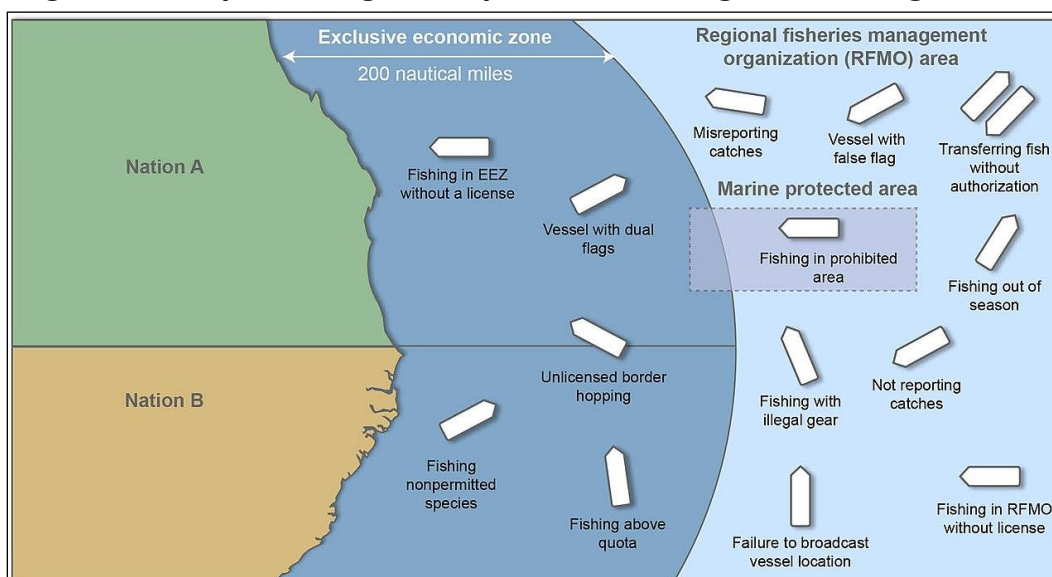 Exclusive economic zone
200 nautical miles
Regional fisheries management
organization (RFMO) area
Misreporting
catches
Vessel with
false flag
Transferring fish
without
authorization
Nation A
Fishing in EEZ
without a license
Vessel with dual
flags
Marine protected area
Fishing in prohibited
area
Fishing out of
season
Unlicensed border
hopping
Nation B
Fishing
nonpermitted
species
Fishing above
quota
Fishing with
illegal gear
Not reporting
catches
Failure to broadcast
vessel location
Fishing in RFMO
without license